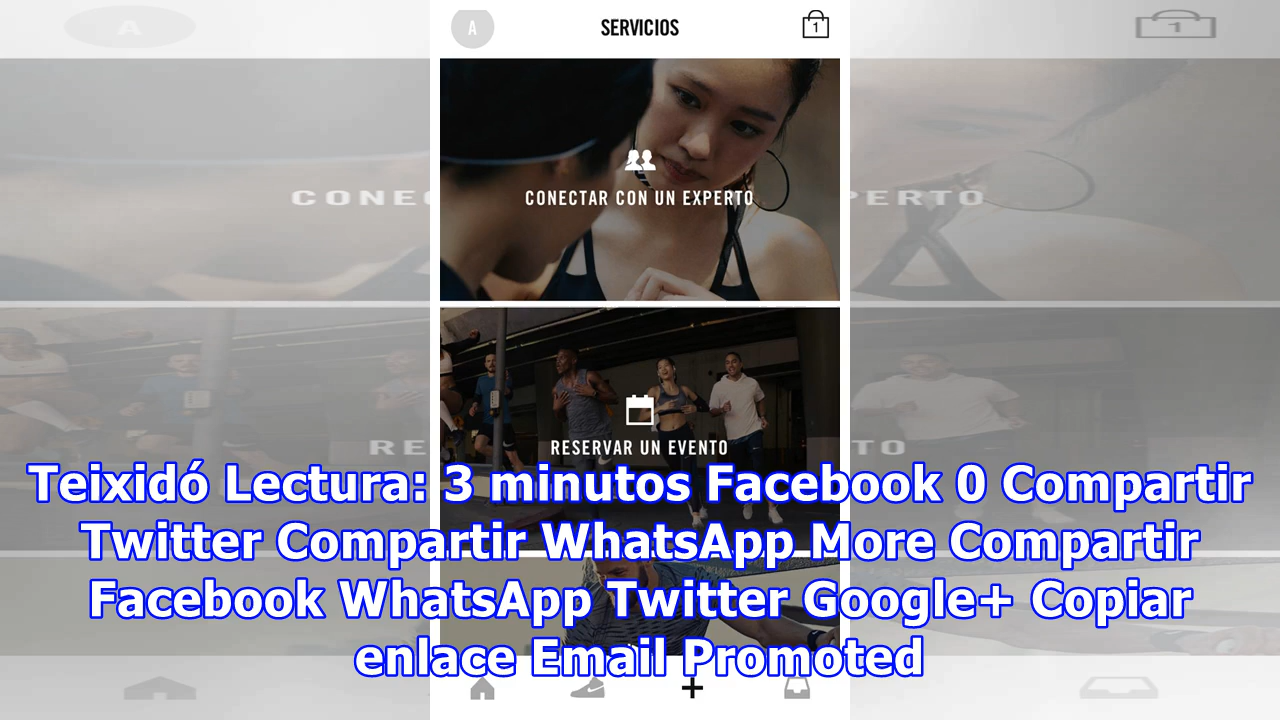 A
SERVICIOS
1
CONECTAR CON UN EXPERTO
RESERVAR UN EVENTO
Teixidó Lectura: 3 minutos Facebook 0 Compartir
Twitter Compartir WhatsApp More Compartir
Facebook WhatsApp Twitter Google+ Copiar
enlace Email Promoted